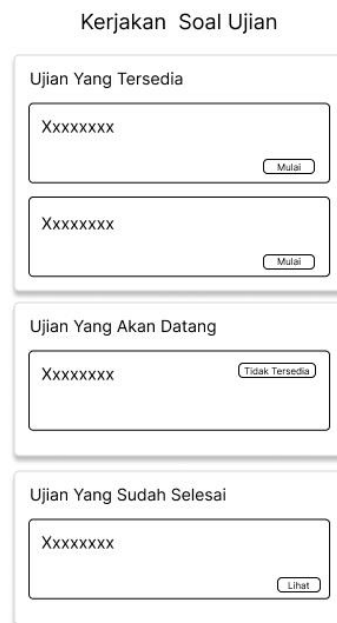 Kerjakan Soal Ujian
Ujian Yang Tersedia
Xxxxxxxx
Mulai
Xxxxxxxx
Mulai
Ujian Yang Akan Datang
Xxxxxxxx
Tidak Tersedia
Ujian Yang Sudah Selesai
Xxxxxxxx
Lihat